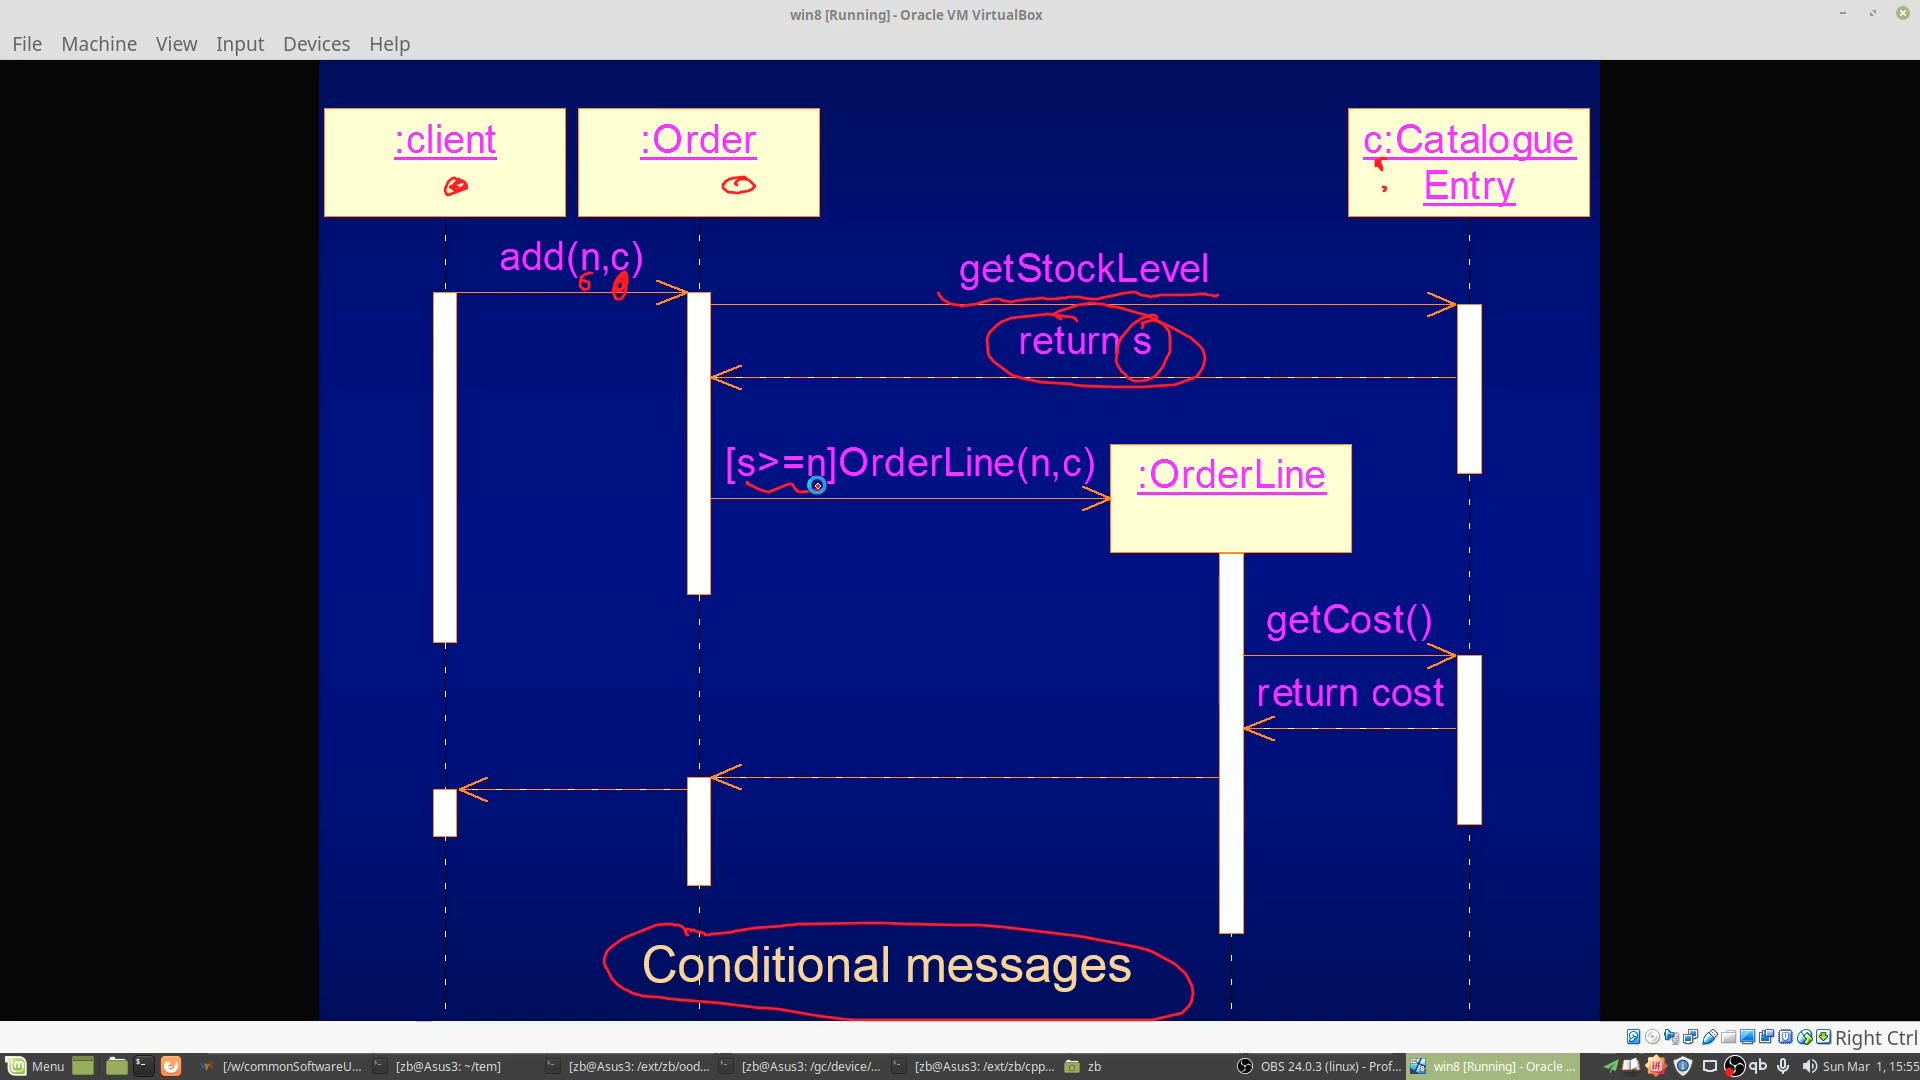 win8 [Running] - Oracle VM VirtualBox
File Machine View Input Devices Help
:client
:Order
c:Catalogue
Entry
add(n,c)
getStockLevel
return s
[s>=n]OrderLine(n,c)
:OrderLine
getCost()
return cost
Conditional messages
Right Ctrl
Menu
[/w/commonSoftwareU...
[zb@Asus3: ~/tem]
[zb@Asus3: /ext/zb/ood...
[zb@Asus3: /gc/device/...
[zb@Asus3: /ext/zb/cpp...
zb
OBS 24.0.3 (linux) - Prof...
win8 [Running] - Oracle ...
qb
Sun Mar 1, 15:55